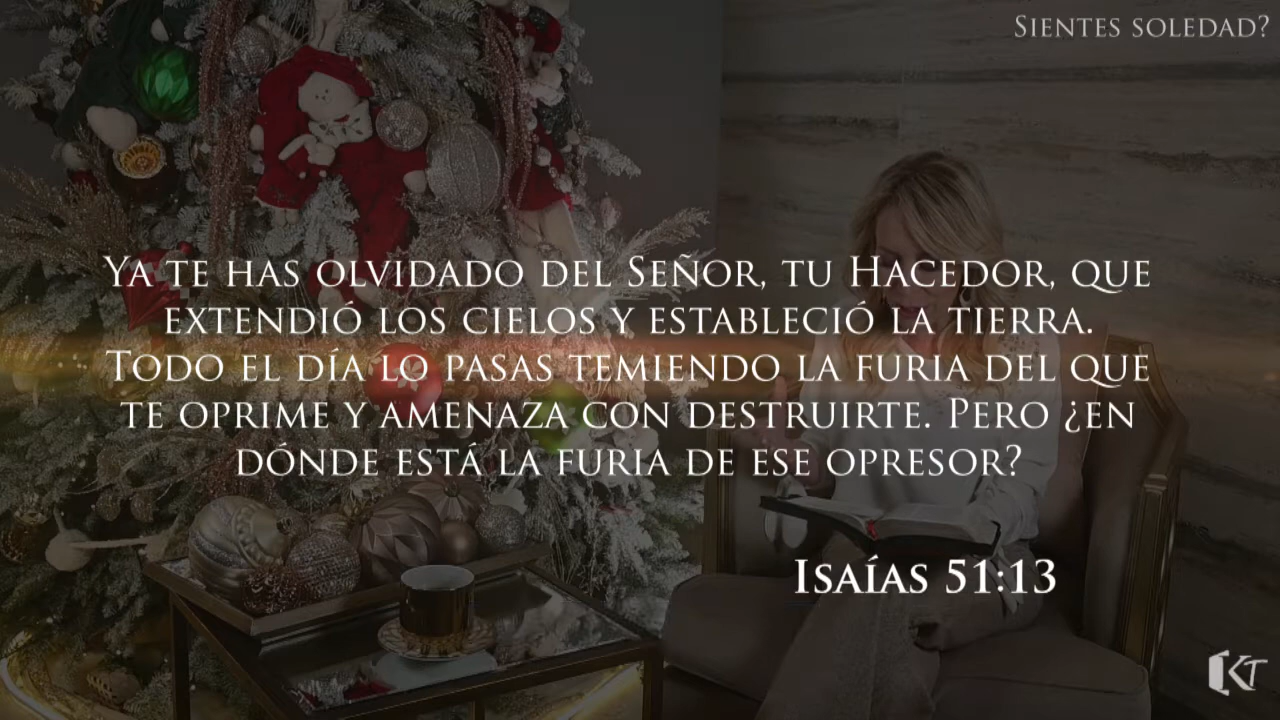 Sientes soledad?
Ya te has olvidado del Señor, tu Hacedor, que
extendió los cielos y estableció la tierra.
Todo el día lo pasas temiendo la furia del que
te oprime y amenaza con destruirte. Pero ¿en
dónde está la furia de ese opresor?
Isaías 51:13
KT